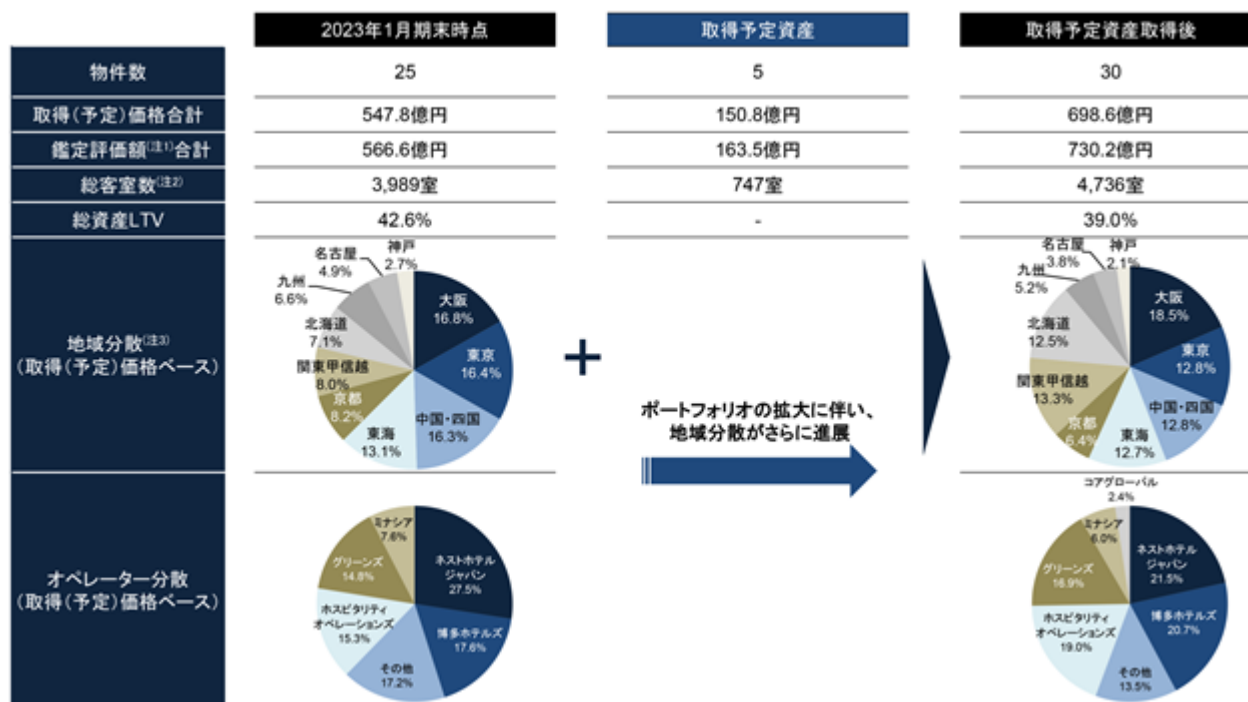 2023年1月期末時点
取得予定資産
取得予定資産取得後
物件数
25
5
30
取得(予定)価格合計
547.8億円
150.8億円
698.6億円
鑑定評価額(注1)合計
566.6億円
163.5億円
730.2億円
総客室数(注2)
3,989室
747室
4,736室
総資産LTV
42.6%
-
39.0%
地域分散(注3)
(取得(予定)価格ベース)
神戸
2.7%
名古屋
4.9%
九州
6.6%
北海道
7.1%
関東甲信越
8.0%
京都
8.2%
東海
13.1%
中国・四国
16.3%
東京
16.4%
大阪
16.8%
+
ポートフォリオの拡大に伴い、
地域分散がさらに進展
神戸
2.1%
名古屋
3.8%
九州
5.2%
北海道
12.5%
関東甲信越
13.3%
京都
6.4%
東海
12.7%
中国・四国
12.8%
東京
12.8%
大阪
18.5%
オペレーター分散
(取得(予定)価格ベース)
ミナシア
7.6%
グリーンズ
14.8%
ホスピタリティ
オペレーションズ
15.3%
その他
17.2%
博多ホテルズ
17.6%
ネストホテル
ジャパン
27.5%
コアグローバル
2.4%
ミナシア
6.0%
グリーンズ
16.9%
ホスピタリティ
オペレーションズ
19.0%
その他
13.5%
博多ホテルズ
20.7%
ネストホテル
ジャパン
21.5%